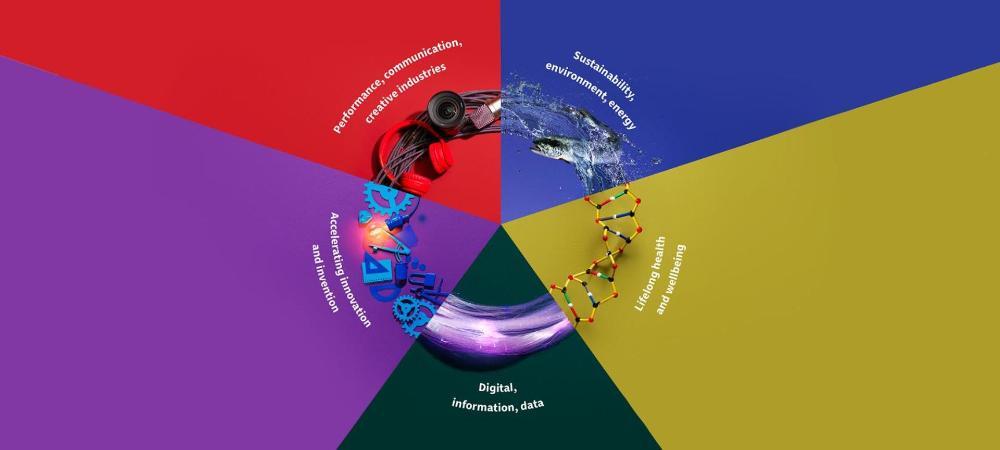 Performance, communication,
creative industries
Sustainability,
environment, energy
Accelerating innovation
and invention
Lifelong health
and wellbeing
Digital,
information, data